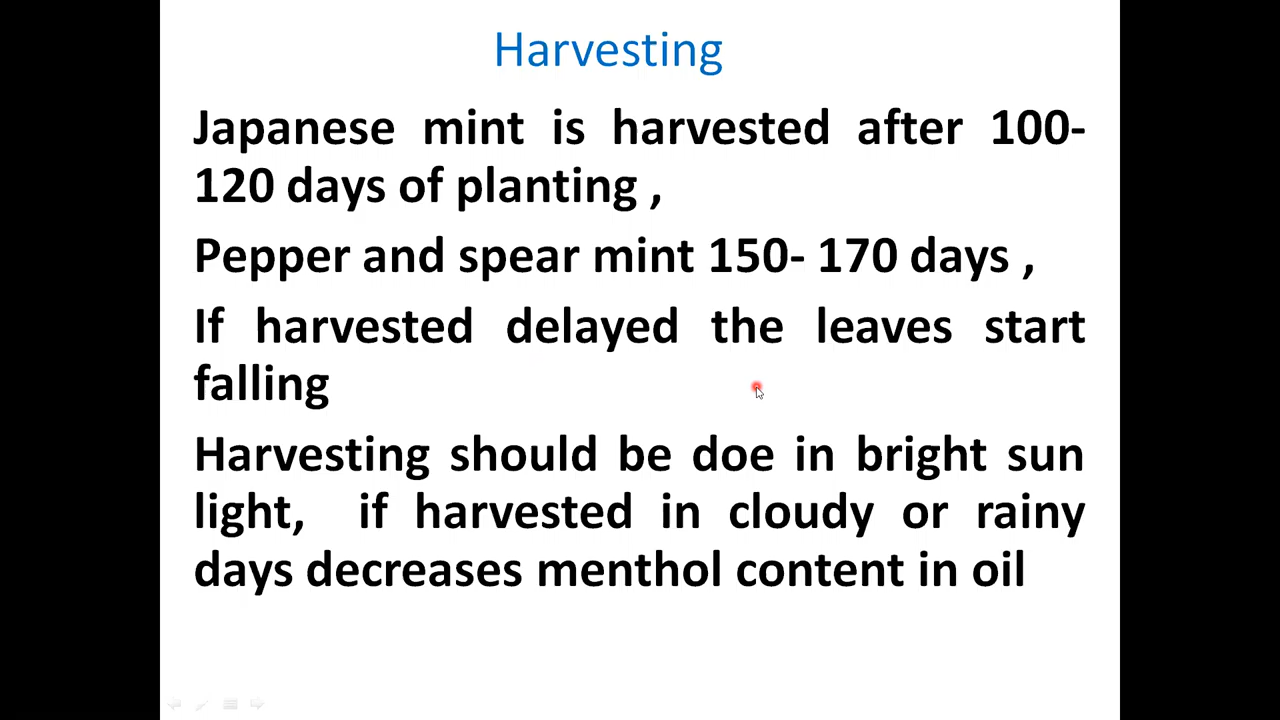 Harvesting
Japanese mint is harvested after 100-
120 days of planting ,
Pepper and spear mint 150- 170 days ,
If harvested delayed the leaves start
falling
Harvesting should be doe in bright sun
light, if harvested in cloudy or rainy
days decreases menthol content in oil